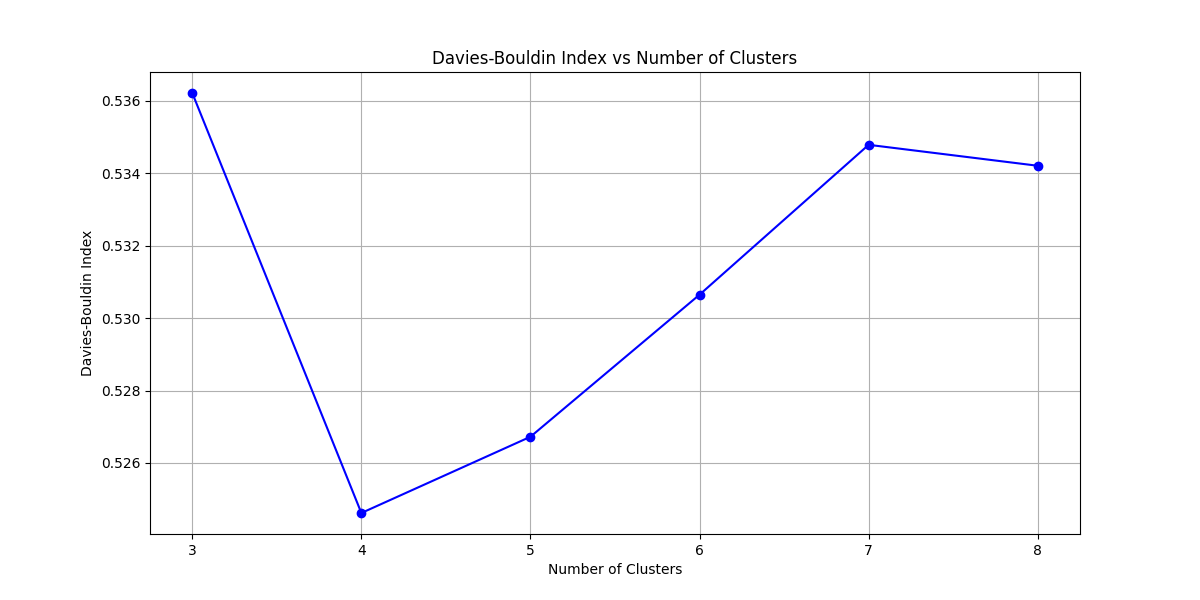 Davies-Bouldin Index vs Number of Clusters
Davies-Bouldin Index
0.536
0.534
0.532
0.530
0.528
0.526
3 4 5 6 7 8
Number of Clusters